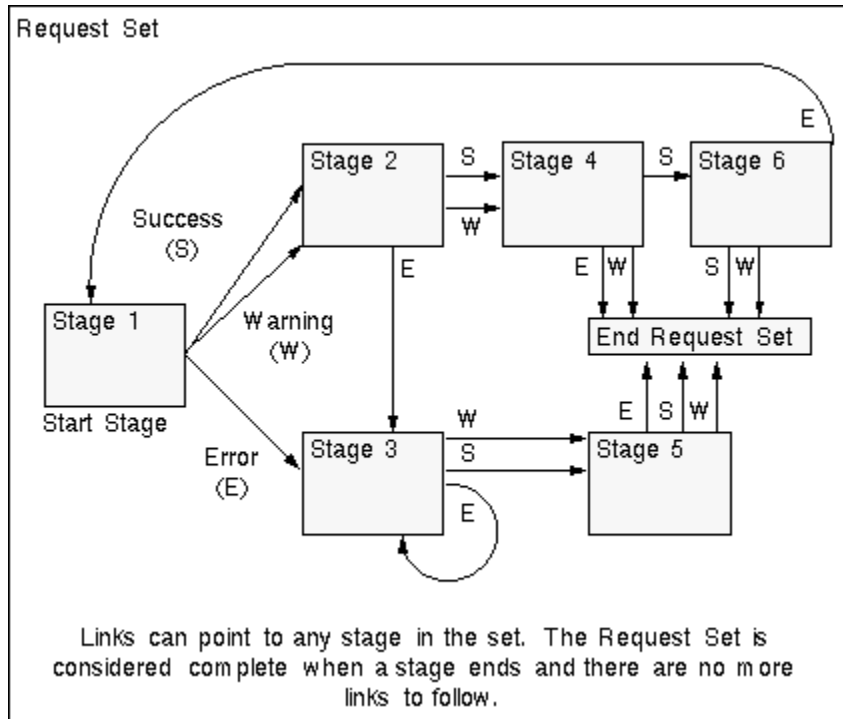 Request Set
E
Stage 2
S
Stage 4
S
Stage 6
W
Success
(S)
E
E
W
S
W
Stage 1
Warning
(W)
End Request Set
Start Stage
E
S
W
Error
(E)
Stage 3
W
S
Stage 5
E
Links can point to any stage in the set. The Request Set is
considered complete when a stage ends and there are no more
links to follow.